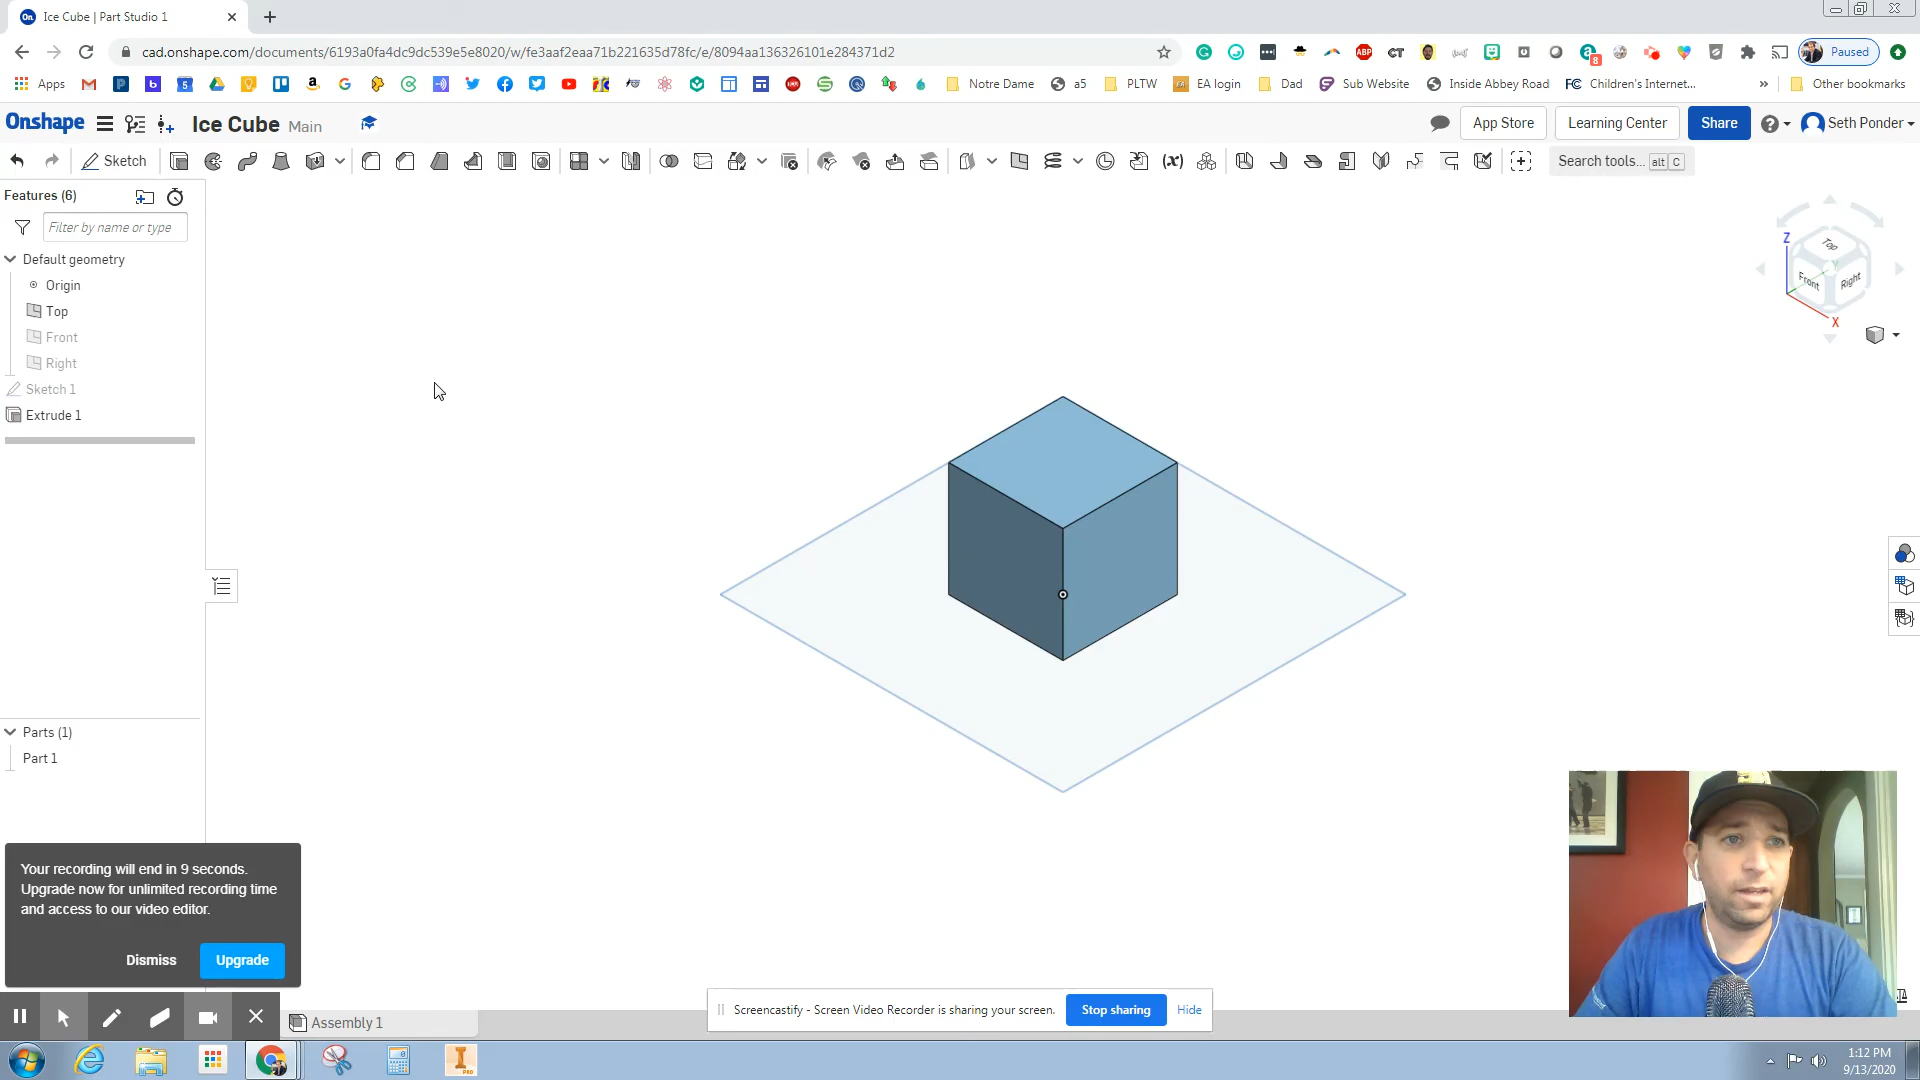 Ice Cube | Part Studio 1
cad.onshape.com/documents/6193a0fa4dc9dc539e5e8020/w/fe3aaf2eaa71b221635d78fc/e/8094aa136326101e284371d2
ABP
CT
8
Paused
Apps
Notre Dame
a5
PLTW
EA login
Dad
Sub Website
Inside Abbey Road
FC Children's Internet...
»
Other bookmarks
Onshape
Ice Cube Main
App Store
Learning Center
Share
Seth Ponder
Sketch
(x)
Search tools... alt C
Features (6)
Filter by name or type
Default geometry
Origin
Top
Front
Right
Sketch 1
Extrude 1
Z
Top
Y
Front
Right
X
Parts (1)
Part 1
Your recording will end in 9 seconds.
Upgrade now for unlimited recording time
and access to our video editor.
Dismiss
Upgrade
Assembly 1
Screencastify - Screen Video Recorder is sharing your screen.
Stop sharing
Hide
1:12 PM
9/13/2020